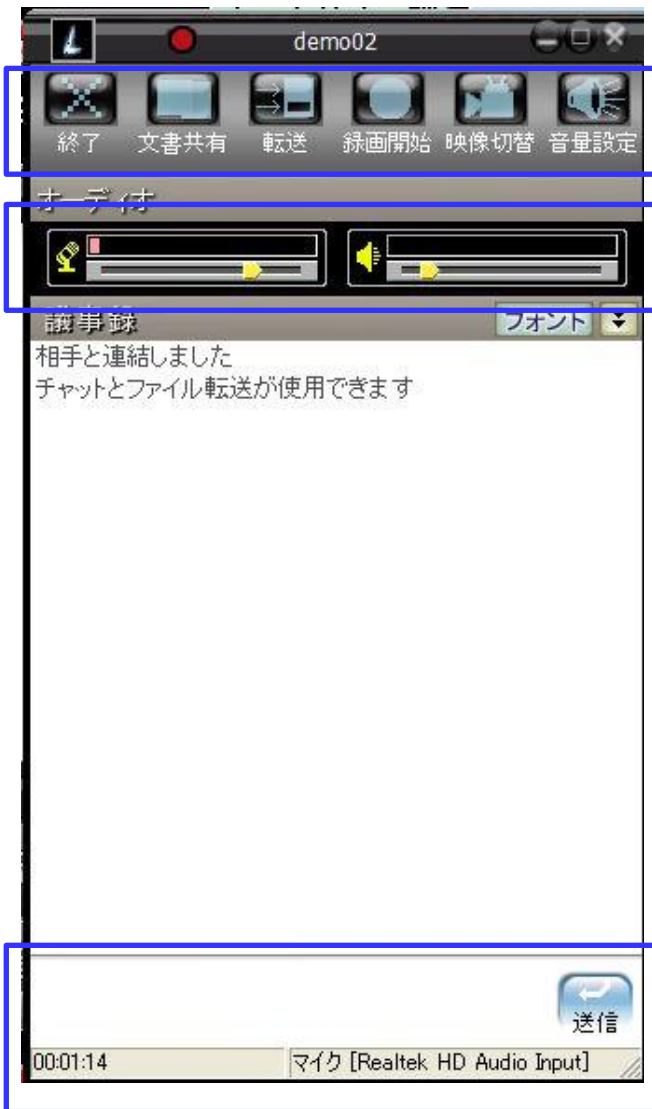 demo02
終了 文書共有 転送 録画開始 映像切替 音量設定
オーディオ
議事録 フォント
相手と連結しました
チャットとファイル転送が使用できます
送信
00:01:14 マイク [Realtek HD Audio Input]